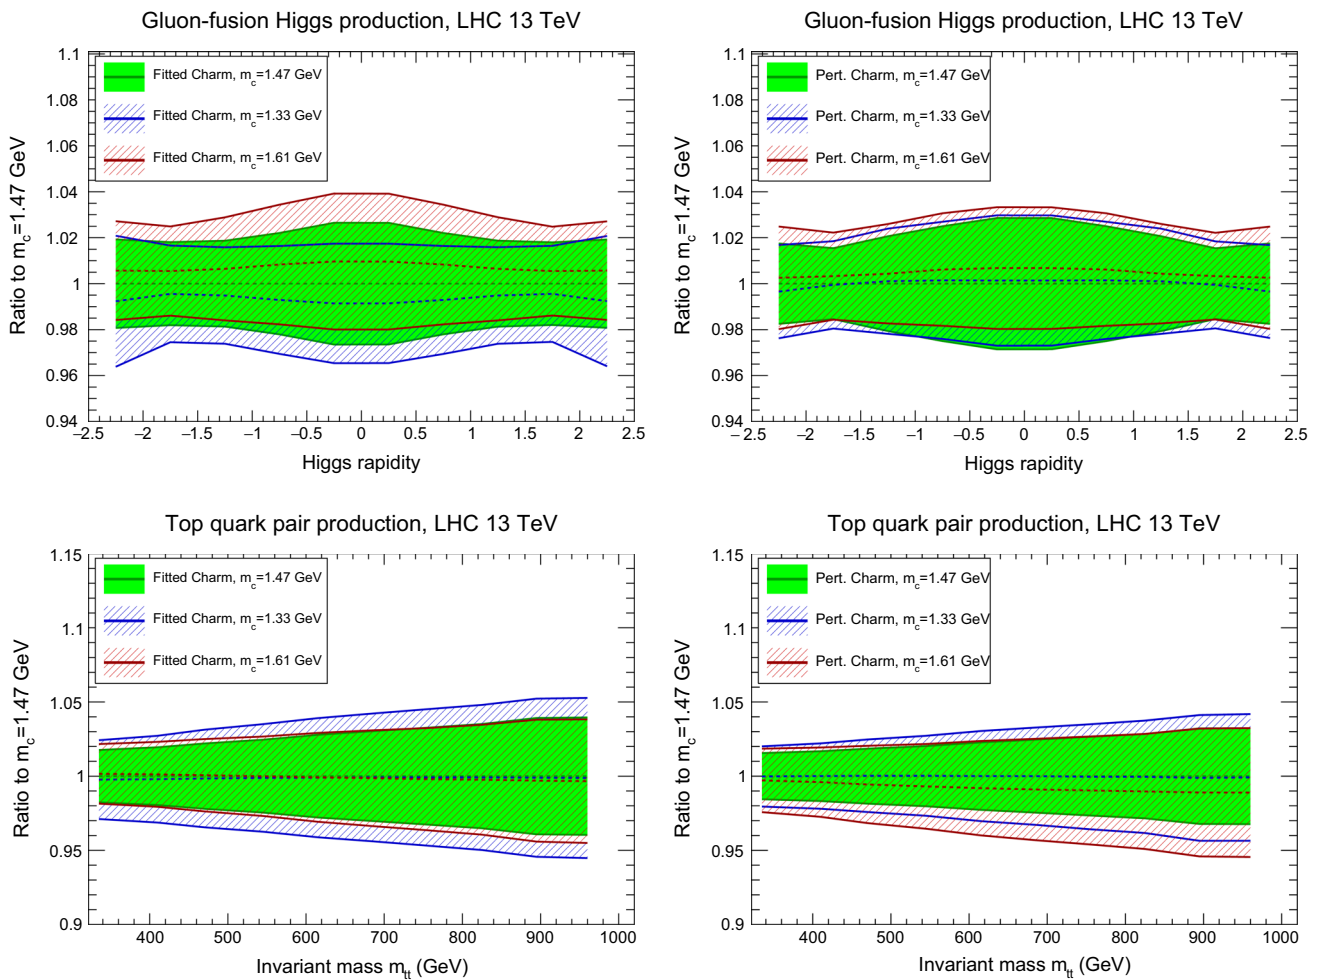 Gluon-fusion Higgs production, LHC 13 TeV
Ratio to m_c=1.47 GeV
1.1
1.08
1.06
1.04
1.02
1
0.98
0.96
0.94
Fitted Charm, m_c=1.47 GeV
Fitted Charm, m_c=1.33 GeV
Fitted Charm, m_c=1.61 GeV
−2.5 −2 −1.5 −1 −0.5 0 0.5 1 1.5 2 2.5
Higgs rapidity
Gluon-fusion Higgs production, LHC 13 TeV
Ratio to m_c=1.47 GeV
1.1
1.08
1.06
1.04
1.02
1
0.98
0.96
0.94
Pert. Charm, m_c=1.47 GeV
Pert. Charm, m_c=1.33 GeV
Pert. Charm, m_c=1.61 GeV
−2.5 −2 −1.5 −1 −0.5 0 0.5 1 1.5 2 2.5
Higgs rapidity
Top quark pair production, LHC 13 TeV
Ratio to m_c=1.47 GeV
1.15
1.1
1.05
1
0.95
0.9
Fitted Charm, m_c=1.47 GeV
Fitted Charm, m_c=1.33 GeV
Fitted Charm, m_c=1.61 GeV
400 500 600 700 800 900 1000
Invariant mass m_tt (GeV)
Top quark pair production, LHC 13 TeV
Ratio to m_c=1.47 GeV
1.15
1.1
1.05
1
0.95
0.9
Pert. Charm, m_c=1.47 GeV
Pert. Charm, m_c=1.33 GeV
Pert. Charm, m_c=1.61 GeV
400 500 600 700 800 900 1000
Invariant mass m_tt (GeV)